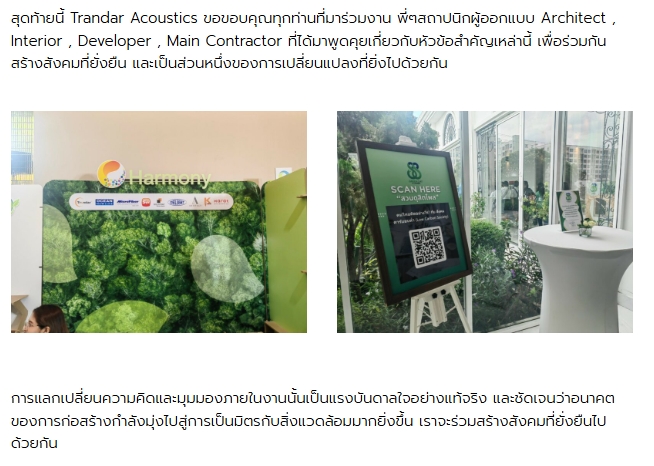 สุดท้ายนี้ Trandar Acoustics ขอขอบคุณทุกท่านที่มาร่วมงาน พี่ๆสถาปนิกผู้ออกแบบ Architect ,
Interior , Developer , Main Contractor ที่ได้มาพูดคุยเกี่ยวกับหัวข้อสำคัญเหล่านี้ เพื่อร่วมกัน
สร้างสังคมที่ยั่งยืน และเป็นส่วนหนึ่งของการเปลี่ยนแปลงที่ยิ่งไปด้วยกัน
Harmony
SCAN HERE
"สวนดุสิตโพล"
การแลกเปลี่ยนความคิดและมุมมองภายในงานนั้นเป็นแรงบันดาลใจอย่างแท้จริง และชัดเจนว่าอนาคต
ของการก่อสร้างกำลังมุ่งไปสู่การเป็นมิตรกับสิ่งแวดล้อมมากยิ่งขึ้น เราจะร่วมสร้างสังคมที่ยั่งยืนไป
ด้วยกัน